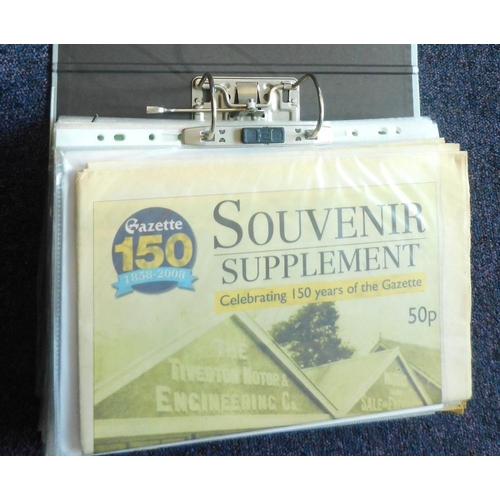 Gazette
150
1858-2008
SOUVENIR
SUPPLEMENT
Celebrating 150 years of the Gazette
50p
THE
TIVERTON MOTOR &
ENGINEERING Co